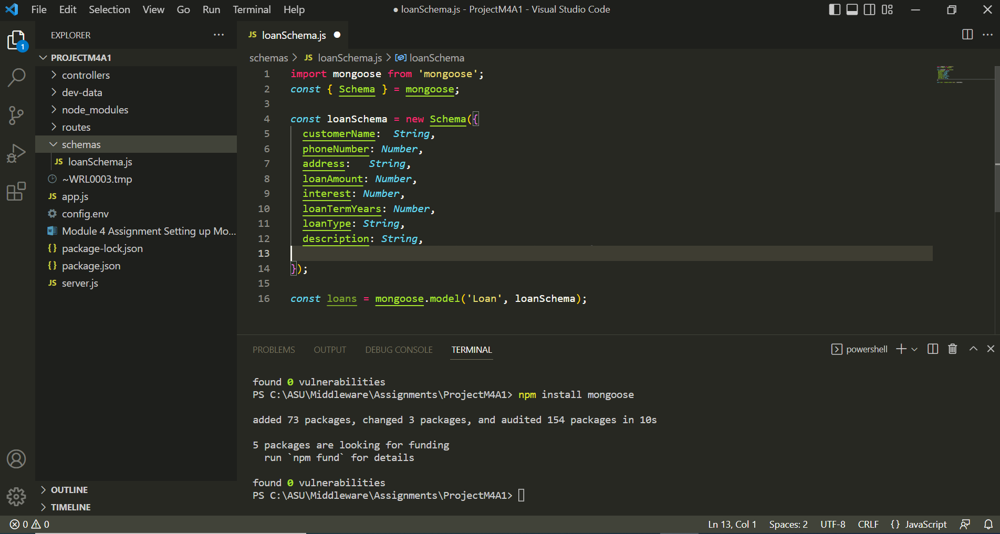 File Edit Selection View Go Run Terminal Help
● loanSchema.js - ProjectM4A1 - Visual Studio Code
EXPLORER
1
PROJECTM4A1
controllers
dev-data
node_modules
routes
schemas
JS loanSchema.js
~WRL0003.tmp
JS app.js
config.env
Module 4 Assignment Setting up Mo...
{} package-lock.json
{} package.json
JS server.js
OUTLINE
TIMELINE
JS loanSchema.js ●
schemas > JS loanSchema.js > loanSchema
1 import mongoose from 'mongoose';
2 const { Schema } = mongoose;
3
4 const loanSchema = new Schema({
5   customerName:  String,
6   phoneNumber: Number,
7   address:   String,
8   loanAmount: Number,
9   interest: Number,
10   loanTermYears: Number,
11   loanType: String,
12   description: String,
13
14 });
15
16 const loans = mongoose.model('Loan', loanSchema);
PROBLEMS OUTPUT DEBUG CONSOLE TERMINAL
powershell
found 0 vulnerabilities
PS C:\ASU\Middleware\Assignments\ProjectM4A1> npm install mongoose
added 73 packages, changed 3 packages, and audited 154 packages in 10s
5 packages are looking for funding
  run `npm fund` for details
found 0 vulnerabilities
PS C:\ASU\Middleware\Assignments\ProjectM4A1>
0 0
Ln 13, Col 1 Spaces: 2 UTF-8 CRLF {} JavaScript